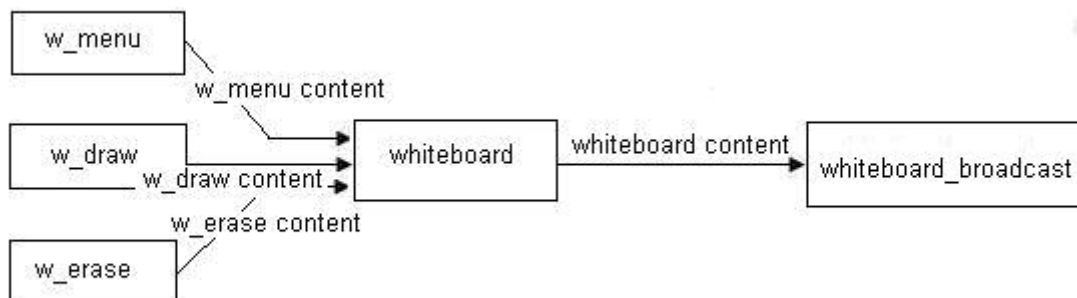 w_menu
w_menu content
w_draw
w_draw content
whiteboard
whiteboard content
whiteboard_broadcast
w_erase content
w_erase